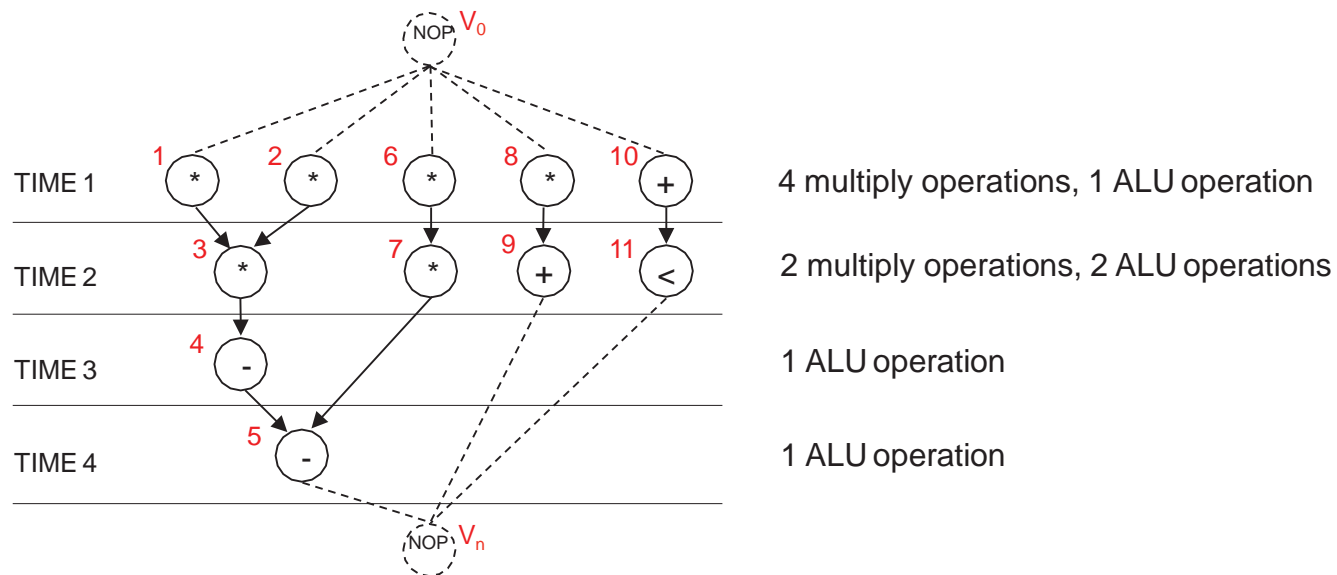 NOP V0
1 2 6 8 10
TIME 1 * * * * + 4 multiply operations, 1 ALU operation
3 7 9 11
TIME 2 * * + < 2 multiply operations, 2 ALU operations
4
TIME 3 - 1 ALU operation
5
TIME 4 - 1 ALU operation
NOP Vn